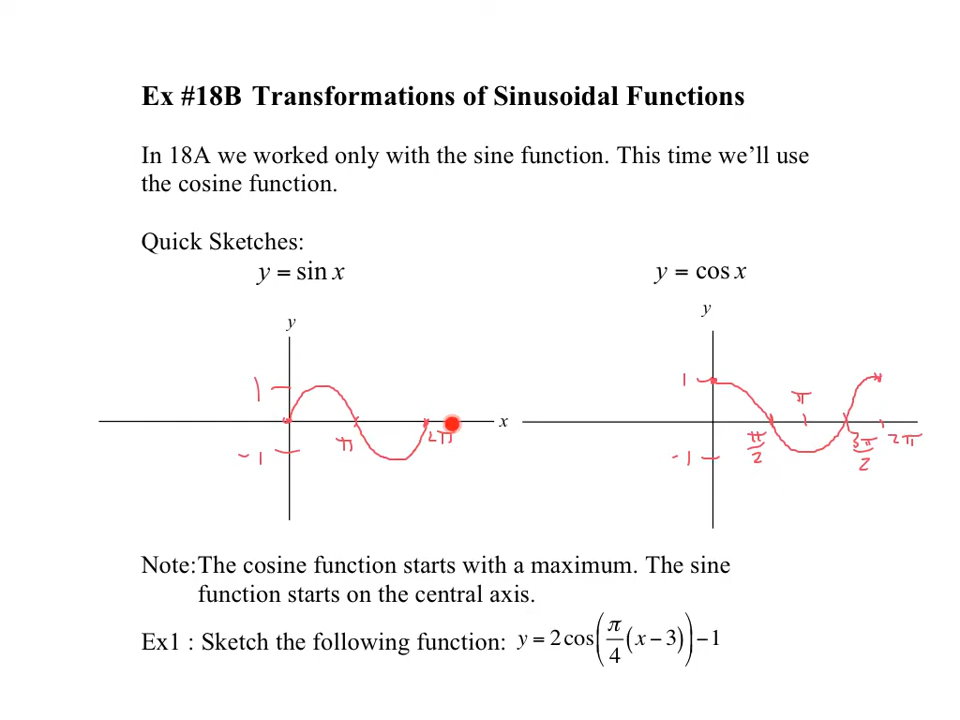 Ex #18B Transformations of Sinusoidal Functions
In 18A we worked only with the sine function. This time we’ll use
the cosine function.
Quick Sketches:
y = sin x
y = cos x
y
1
-1
π
2π
x
y
1
-1
π/2
π
3π/2
2π
Note:The cosine function starts with a maximum. The sine
function starts on the central axis.
Ex1 : Sketch the following function: y = 2cos(π/4(x−3))−1